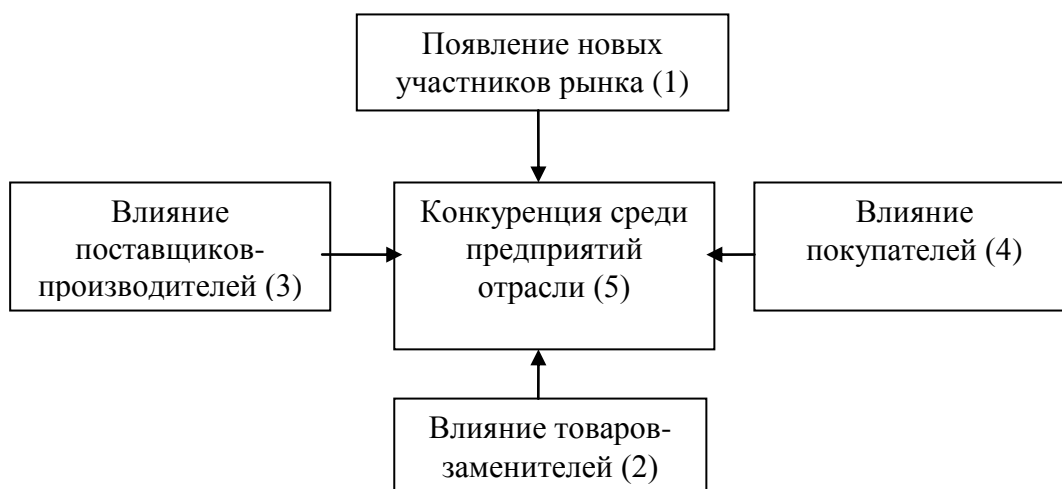 Появление новых
участников рынка (1)
Влияние
поставщиков-
производителей (3)
Конкуренция среди
предприятий
отрасли (5)
Влияние
покупателей (4)
Влияние товаров-
заменителей (2)